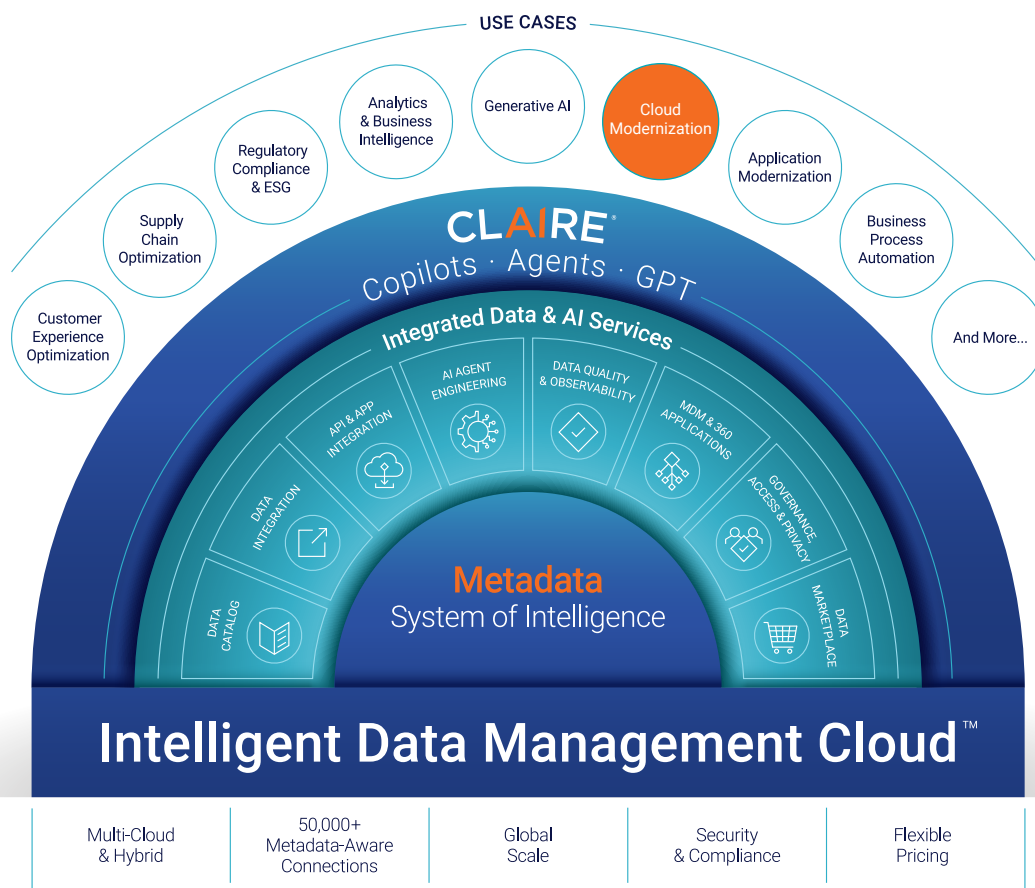 USE CASES
Customer
Experience
Optimization
Supply
Chain
Optimization
Regulatory
Compliance
& ESG
Analytics
& Business
Intelligence
Generative AI
Cloud
Modernization
Application
Modernization
Business
Process
Automation
And More...
CLAIRE®
Copilots · Agents · GPT
Integrated Data & AI Services
DATA
CATALOG
DATA
INTEGRATION
API & APP
INTEGRATION
AI AGENT
ENGINEERING
DATA QUALITY
& OBSERVABILITY
MDM & 360
APPLICATIONS
GOVERNANCE,
ACCESS & PRIVACY
DATA
MARKETPLACE
Metadata
System of Intelligence
Intelligent Data Management Cloud™
Multi-Cloud
& Hybrid
50,000+
Metadata-Aware
Connections
Global
Scale
Security
& Compliance
Flexible
Pricing